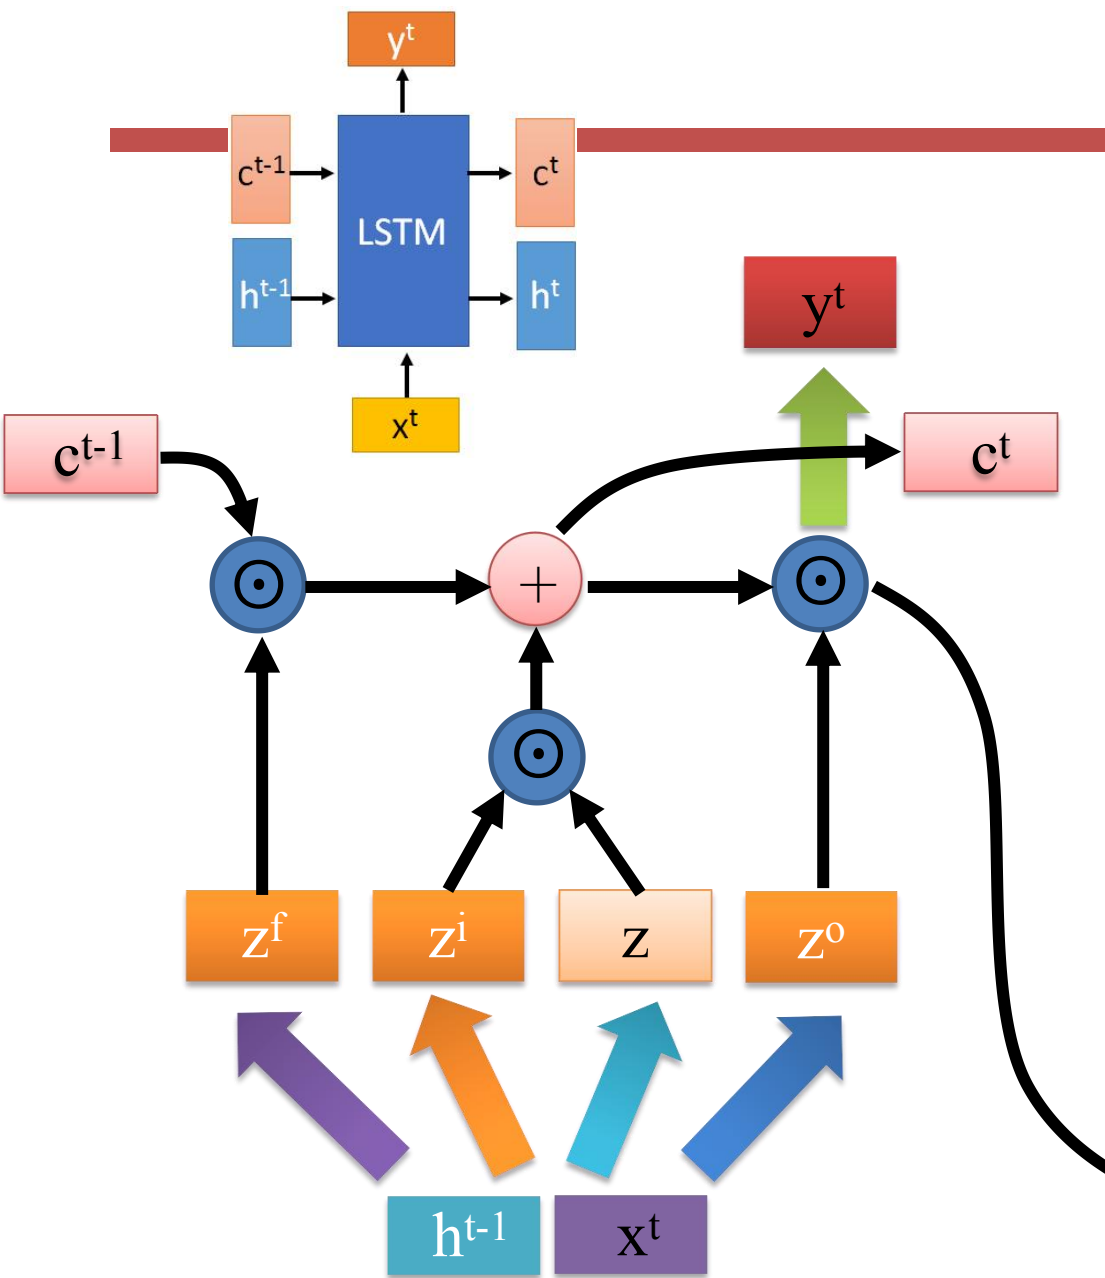 yᵗ
cᵗ⁻¹
cᵗ
LSTM
hᵗ⁻¹
hᵗ
xᵗ
yᵗ
cᵗ⁻¹
cᵗ
⊙
+
⊙
⊙
zᶠ
zⁱ
z
zᵒ
hᵗ⁻¹
xᵗ